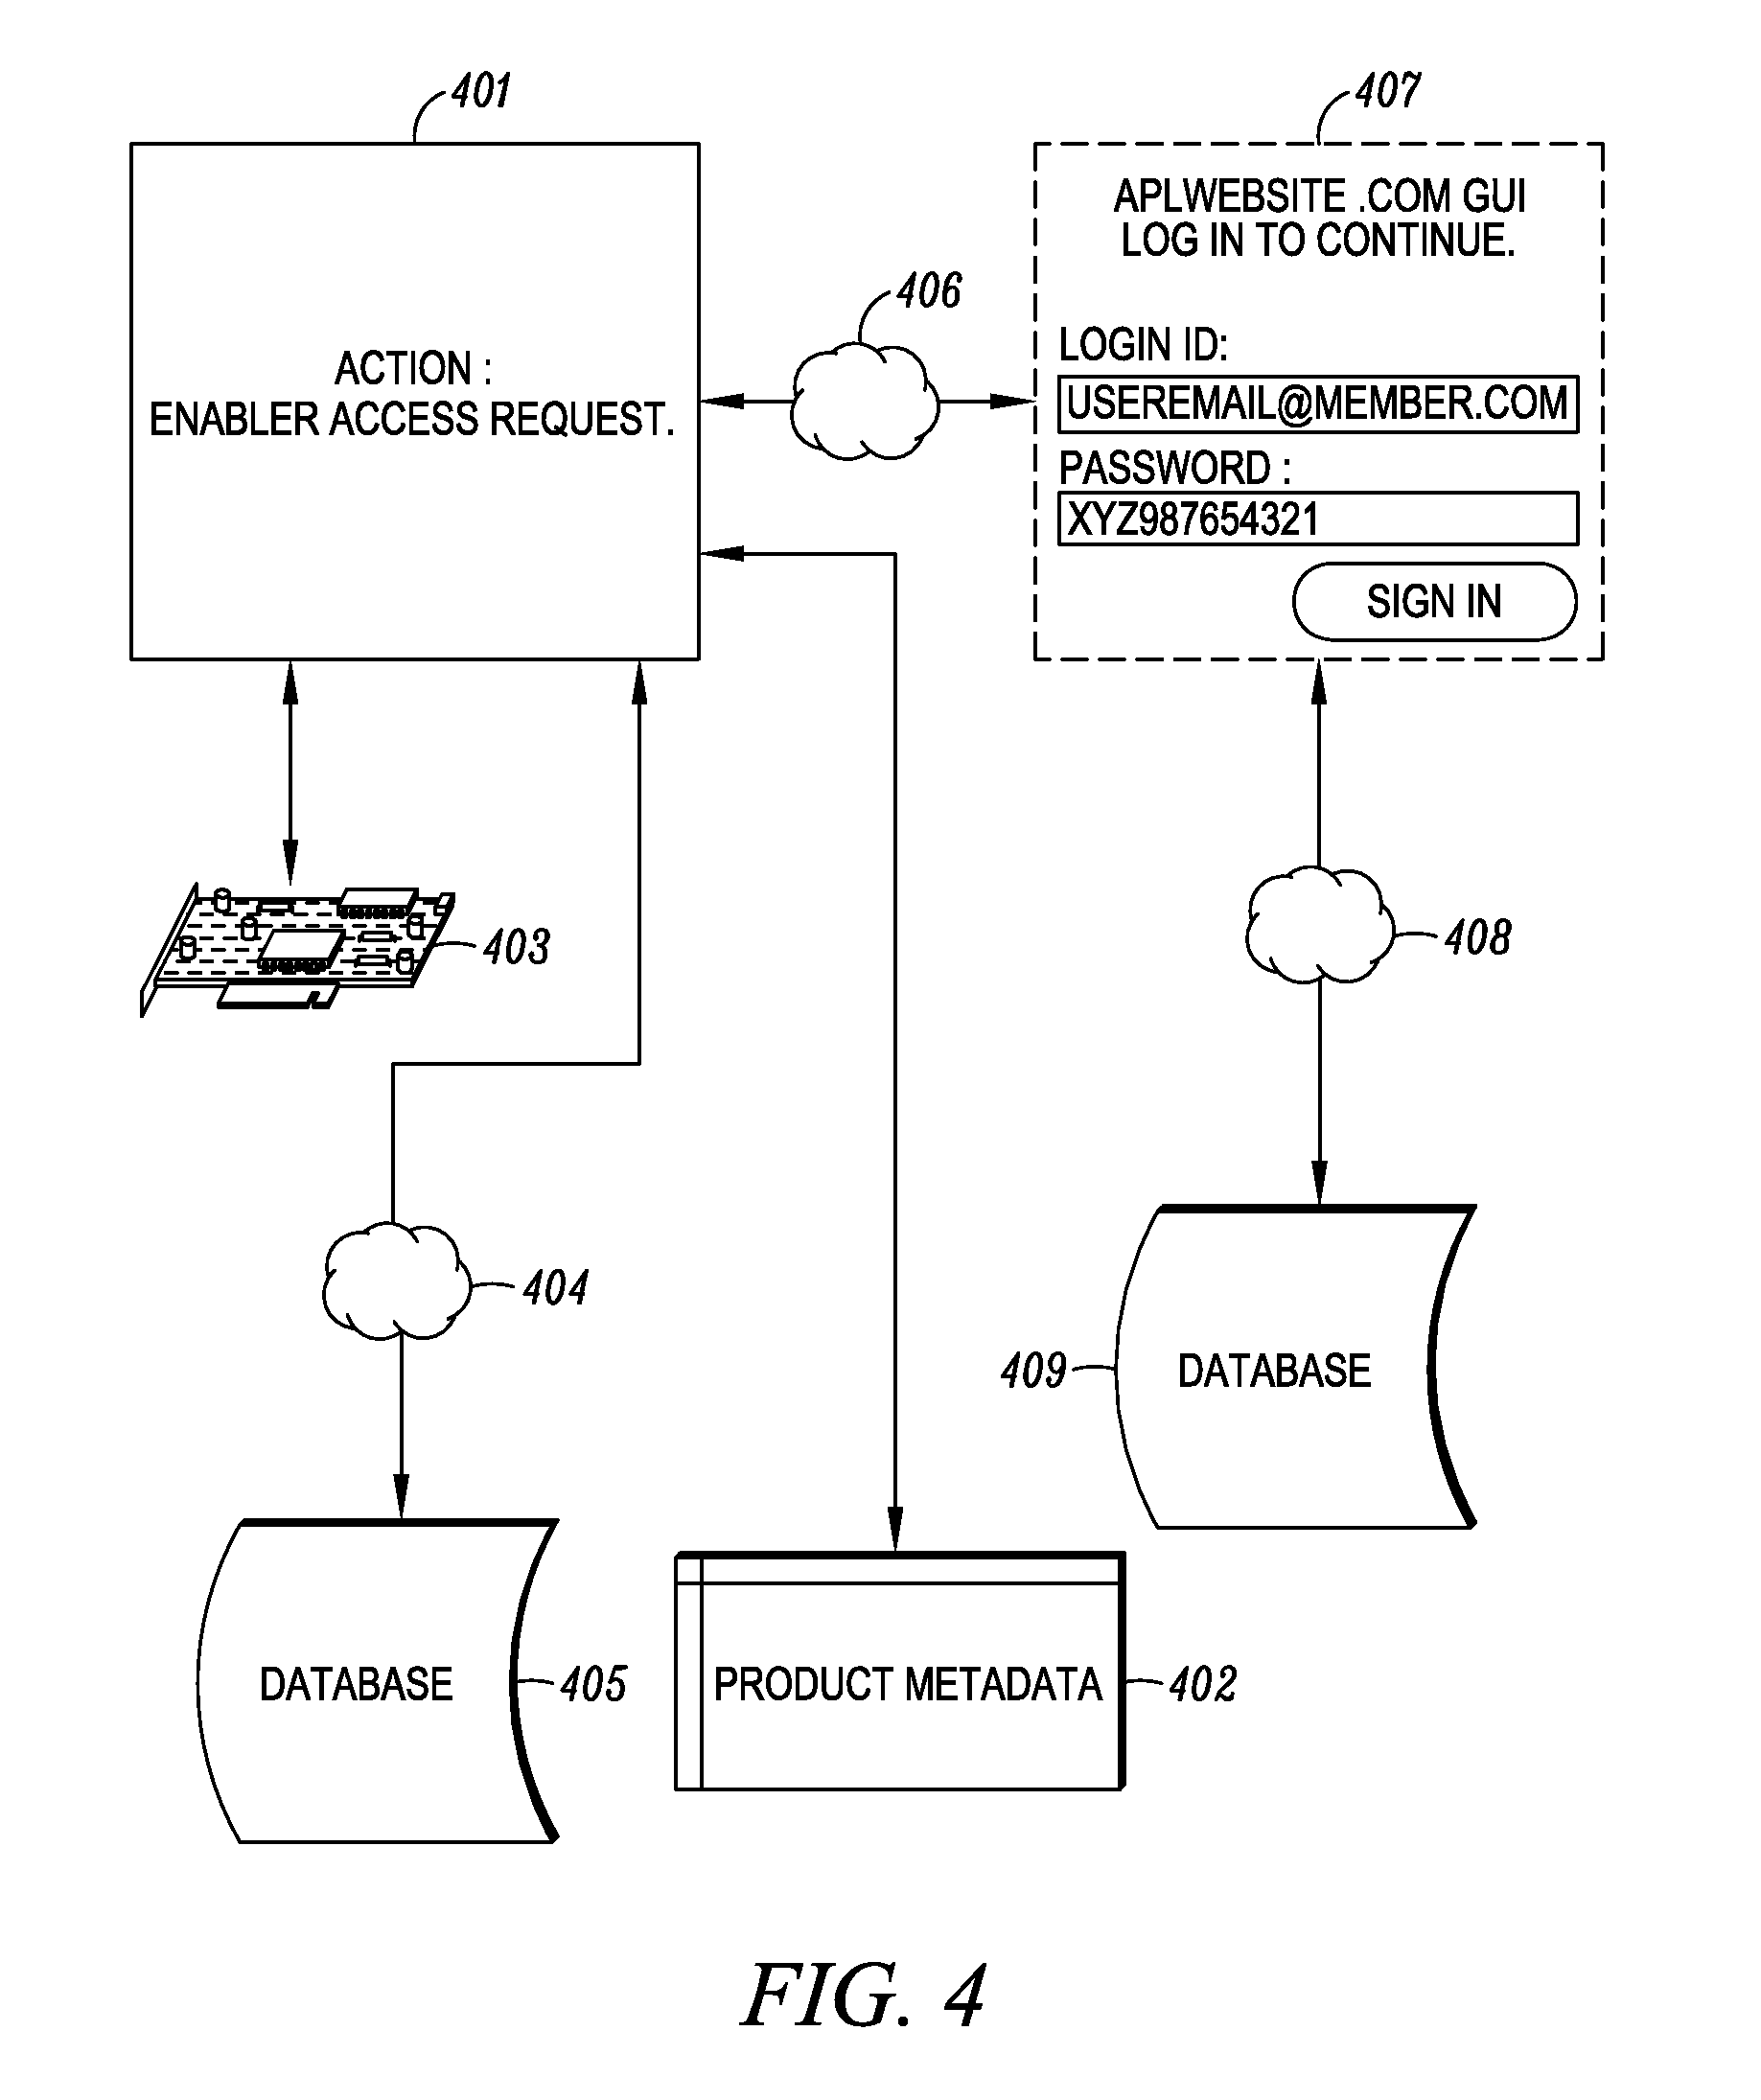 401
407
APLWEBSITE .COM GUI
LOG IN TO CONTINUE.
406
LOGIN ID:
ACTION :
ENABLER ACCESS REQUEST.
USEREMAIL@MEMBER.COM
PASSWORD :
XYZ987654321
SIGN IN
403
408
404
409
DATABASE
DATABASE
405
PRODUCT METADATA
402
FIG. 4